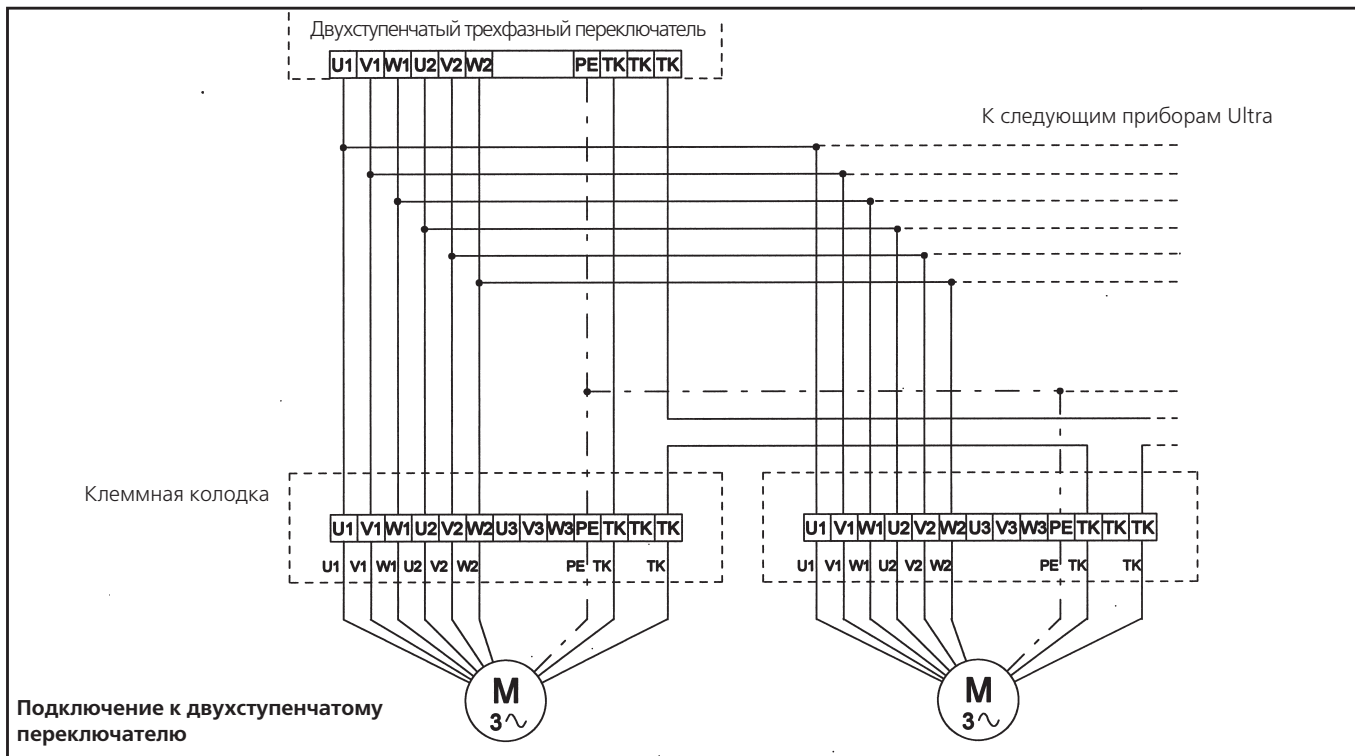 Двухступенчатый трехфазный переключатель
U1 V1 W1 U2 V2 W2 PE TK TK TK
К следующим приборам Ultra
Клеммная колодка
U1 V1 W1 U2 V2 W2 U3 V3 W3 PE TK TK TK
U1 V1 W1 U2 V2 W2 PE TK TK
M
3∿
U1 V1 W1 U2 V2 W2 U3 V3 W3 PE TK TK TK
U1 V1 W1 U2 V2 W2 PE TK TK
M
3∿
Подключение к двухступенчатому
переключателю